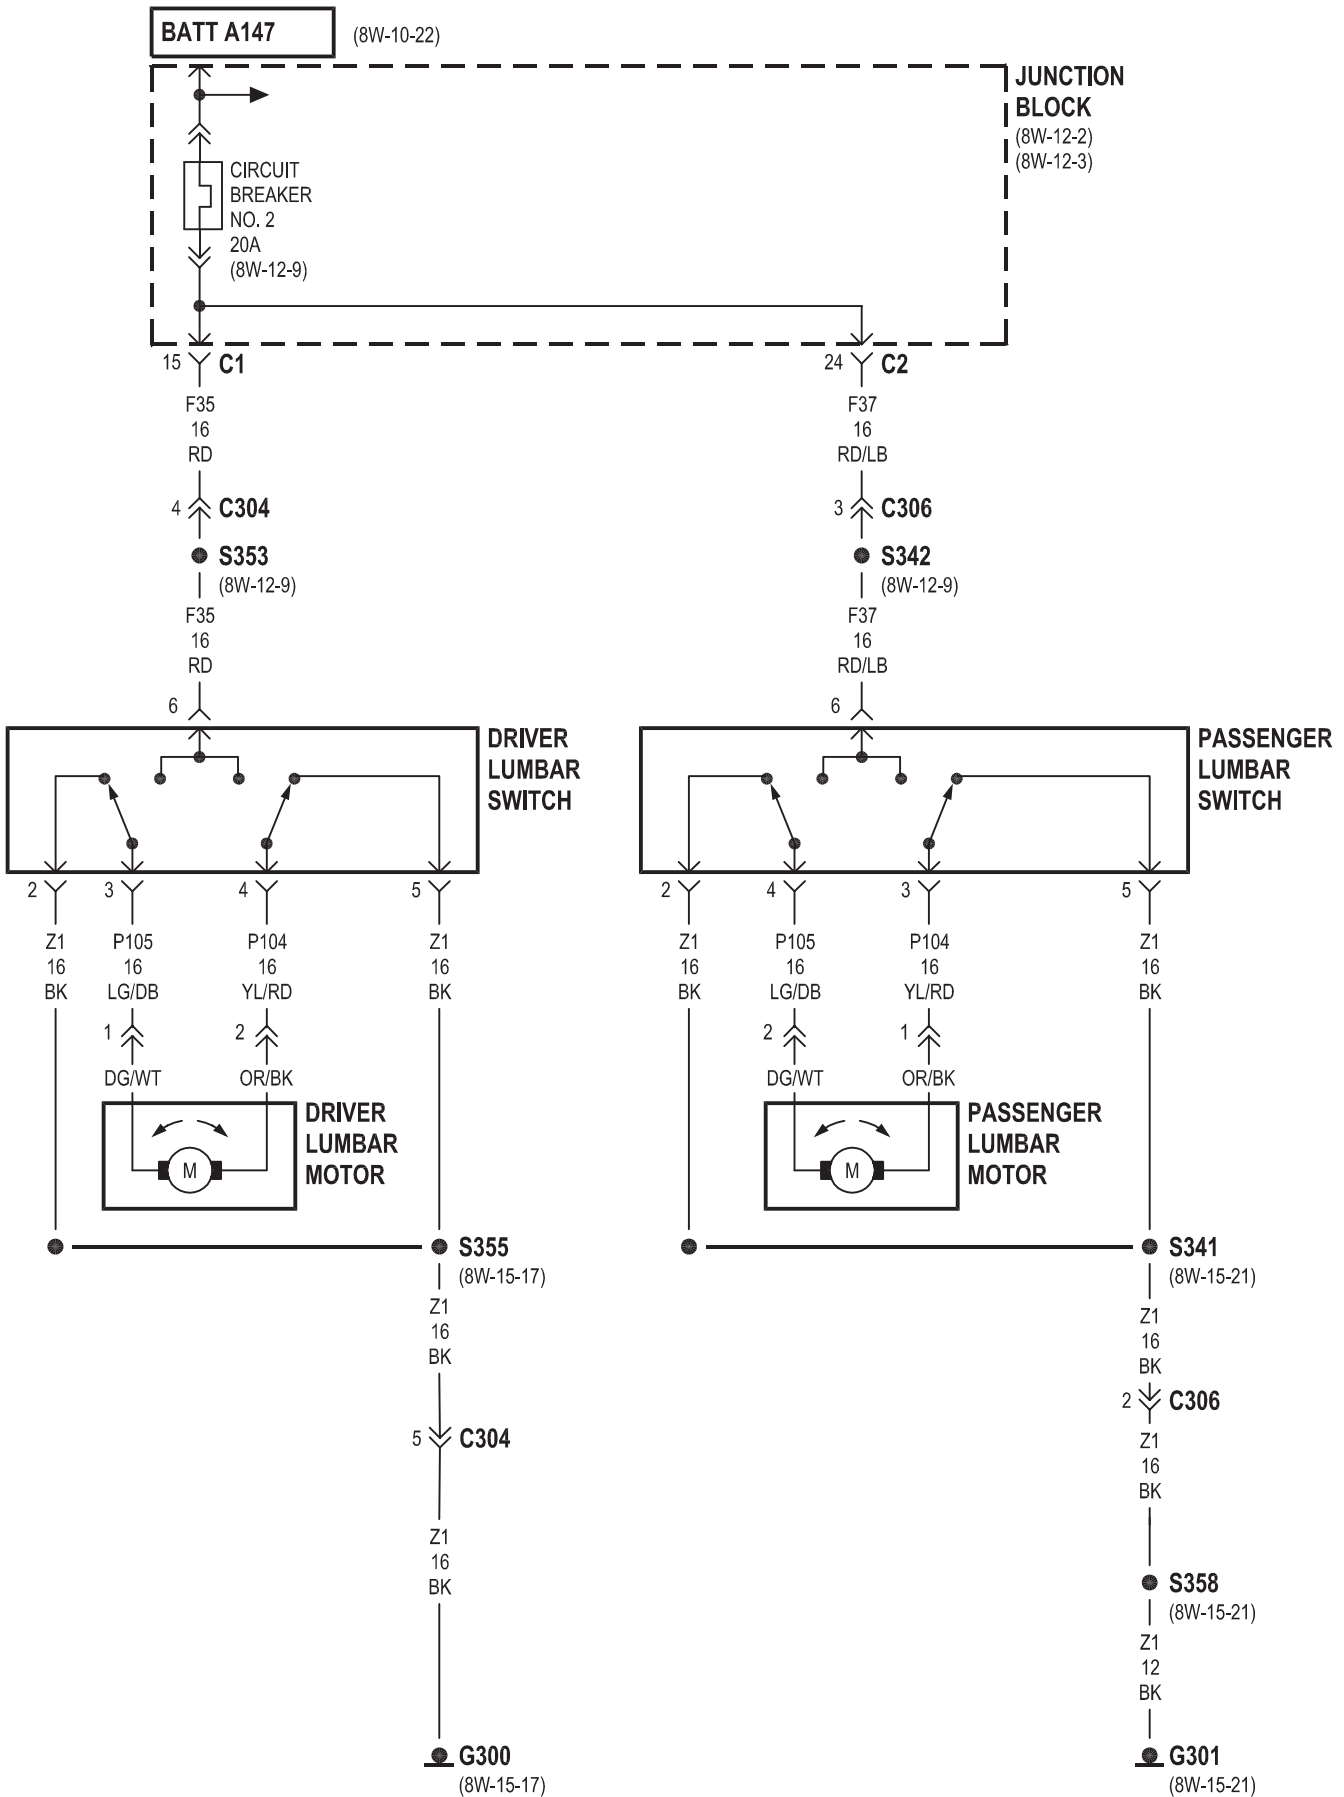 BATT A147
(8W-10-22)
JUNCTION
BLOCK
(8W-12-2)
(8W-12-3)
CIRCUIT
BREAKER
NO. 2
20A
(8W-12-9)
15
C1
24
C2
F35
16
RD
F37
16
RD/LB
4
C304
3
C306
S353
(8W-12-9)
S342
(8W-12-9)
F35
16
RD
F37
16
RD/LB
6
6
DRIVER
LUMBAR
SWITCH
PASSENGER
LUMBAR
SWITCH
2
3
4
5
2
4
3
5
Z1
16
BK
P105
16
LG/DB
P104
16
YL/RD
Z1
16
BK
Z1
16
BK
P105
16
LG/DB
P104
16
YL/RD
Z1
16
BK
1
2
2
1
DG/WT
OR/BK
DG/WT
OR/BK
DRIVER
LUMBAR
MOTOR
M
PASSENGER
LUMBAR
MOTOR
M
S355
(8W-15-17)
S341
(8W-15-21)
Z1
16
BK
Z1
16
BK
5
C304
2
C306
Z1
16
BK
Z1
16
BK
S358
(8W-15-21)
Z1
12
BK
G300
(8W-15-17)
G301
(8W-15-21)